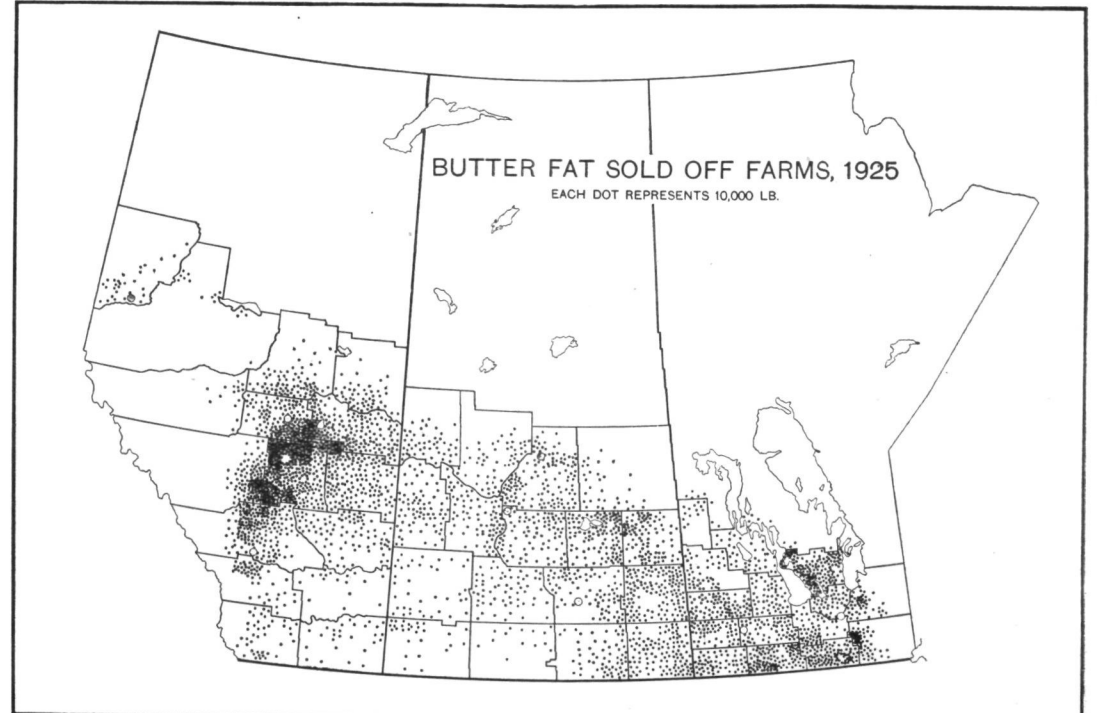 BUTTER FAT SOLD OFF FARMS, 1925
EACH DOT REPRESENTS 10,000 LB.